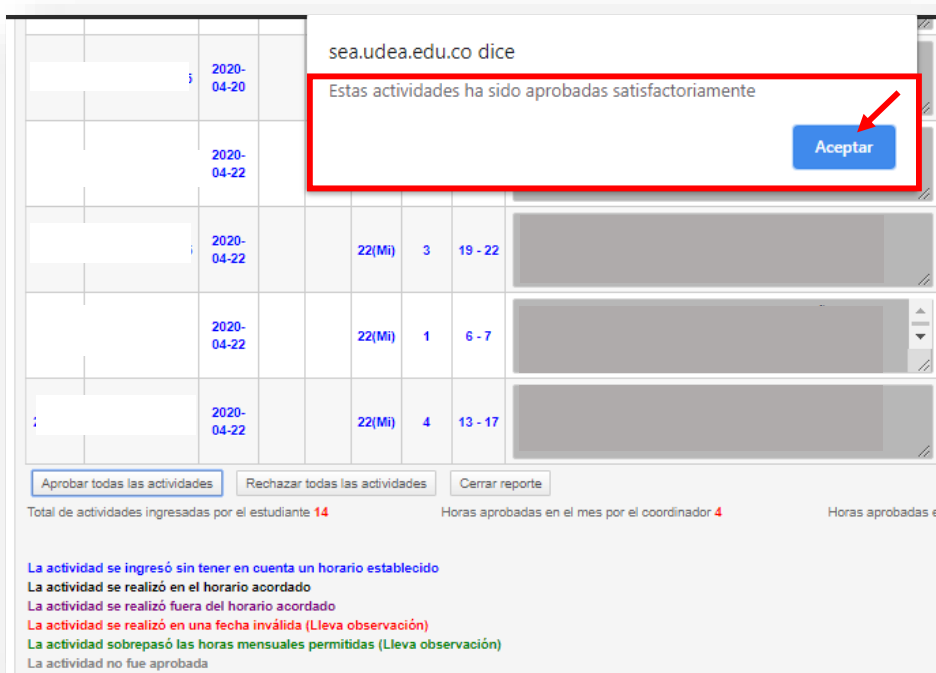 sea.udea.edu.co dice
Estas actividades ha sido aprobadas satisfactoriamente
Aceptar
2020-
04-20
2020-
04-22
2020-
04-22
22(Mi) 3 19 - 22
2020-
04-22
22(Mi) 1 6 - 7
2020-
04-22
22(Mi) 4 13 - 17
Aprobar todas las actividades Rechazar todas las actividades Cerrar reporte
Total de actividades ingresadas por el estudiante 14 Horas aprobadas en el mes por el coordinador 4 Horas aprobadas
La actividad se ingresó sin tener en cuenta un horario establecido
La actividad se realizó en el horario acordado
La actividad se realizó fuera del horario acordado
La actividad se realizó en una fecha inválida (Lleva observación)
La actividad sobrepasó las horas mensuales permitidas (Lleva observación)
La actividad no fue aprobada